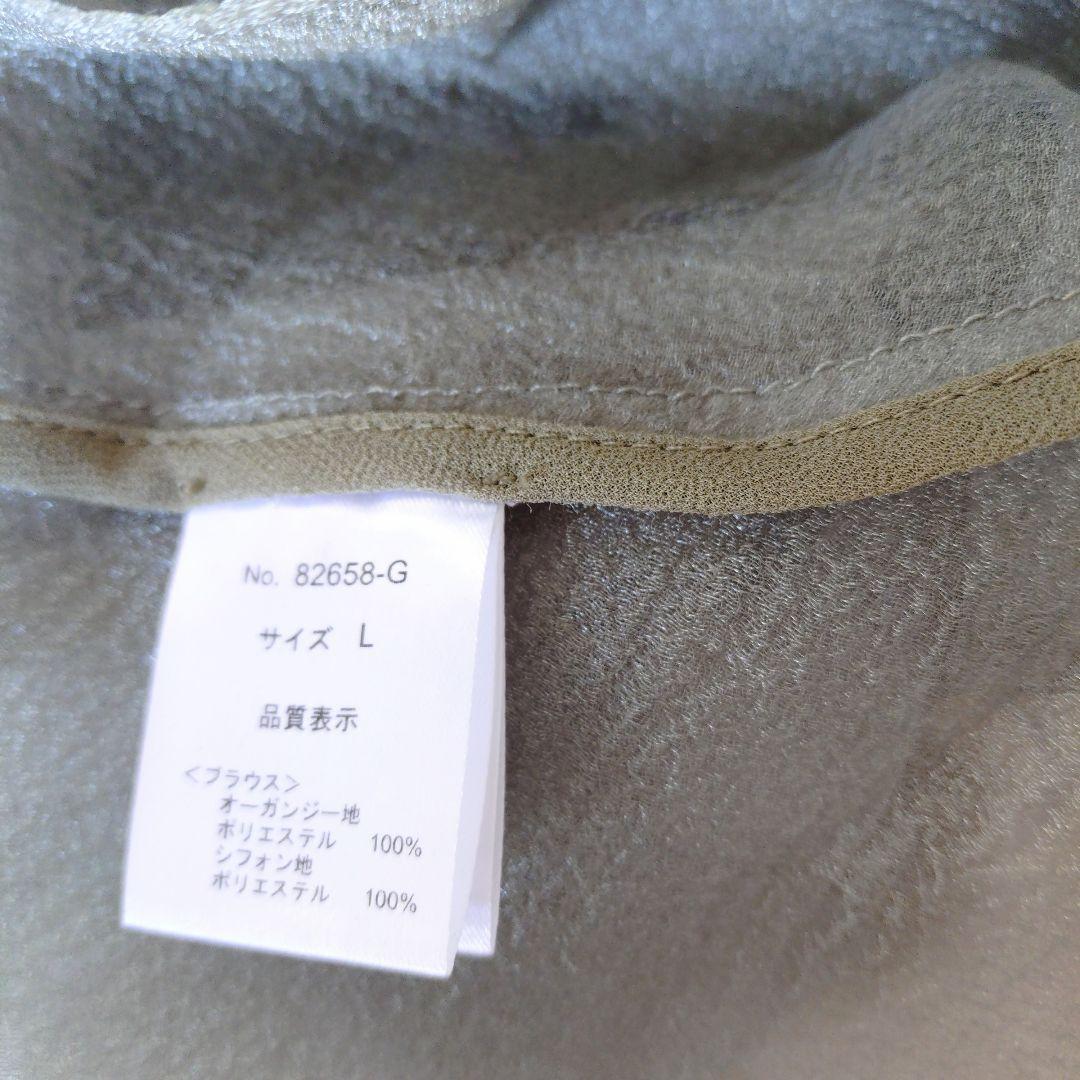 No. 82658-G
サイズ L
品質表示
＜ブラウス＞
オーガンジー地
ポリエステル 100%
シフォン地
ポリエステル 100%